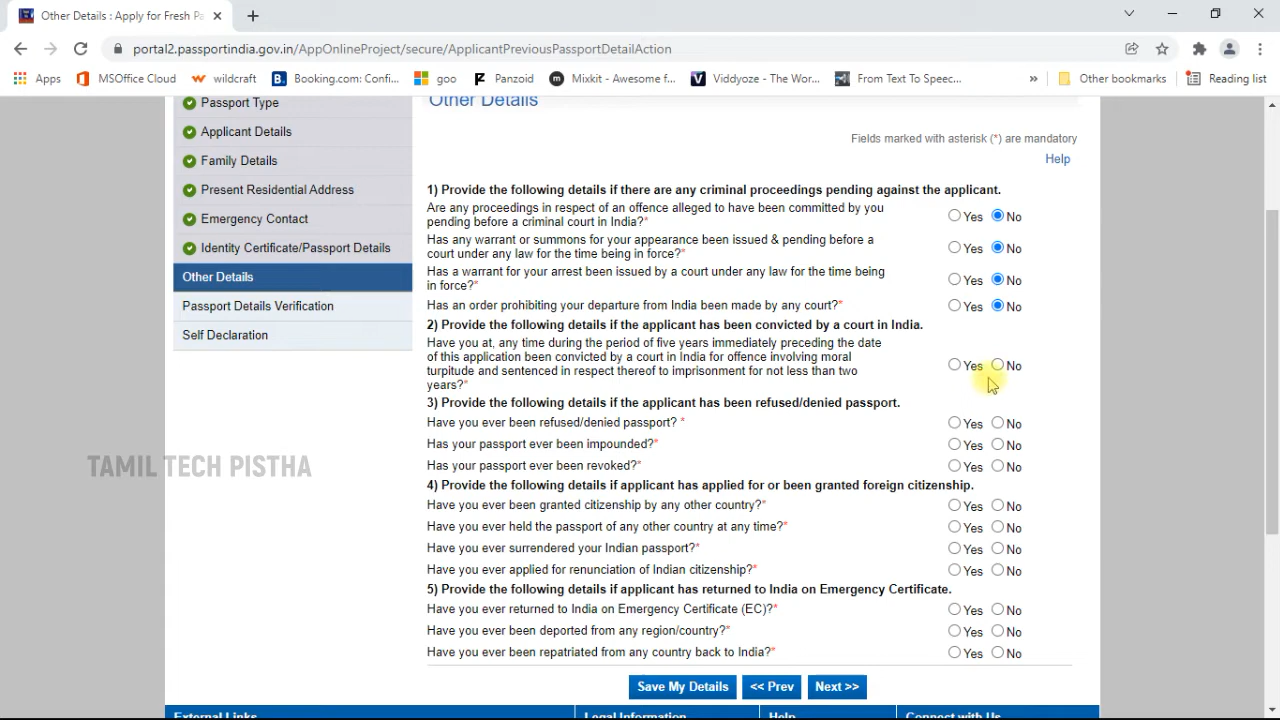 Other Details : Apply for Fresh Pa
portal2.passportindia.gov.in/AppOnlineProject/secure/ApplicantPreviousPassportDetailAction
Apps MSOffice Cloud wildcraft Booking.com: Confi... goo Panzoid Mixkit - Awesome f... Viddyoze - The Wor... From Text To Speec... » Other bookmarks Reading list
Passport Type
Applicant Details
Family Details
Present Residential Address
Emergency Contact
Identity Certificate/Passport Details
Other Details
Passport Details Verification
Self Declaration
Other Details
Fields marked with asterisk (*) are mandatory
Help
1) Provide the following details if there are any criminal proceedings pending against the applicant.
Are any proceedings in respect of an offence alleged to have been committed by you
pending before a criminal court in India?* Yes No
Has any warrant or summons for your appearance been issued & pending before a
court under any law for the time being in force?* Yes No
Has a warrant for your arrest been issued by a court under any law for the time being
in force?* Yes No
Has an order prohibiting your departure from India been made by any court?* Yes No
2) Provide the following details if the applicant has been convicted by a court in India.
Have you at, any time during the period of five years immediately preceding the date
of this application been convicted by a court in India for offence involving moral
turpitude and sentenced in respect thereof to imprisonment for not less than two
years?* Yes No
3) Provide the following details if the applicant has been refused/denied passport.
Have you ever been refused/denied passport? * Yes No
Has your passport ever been impounded?* Yes No
Has your passport ever been revoked?* Yes No
4) Provide the following details if applicant has applied for or been granted foreign citizenship.
Have you ever been granted citizenship by any other country?* Yes No
Have you ever held the passport of any other country at any time?* Yes No
Have you ever surrendered your Indian passport?* Yes No
Have you ever applied for renunciation of Indian citizenship?* Yes No
5) Provide the following details if applicant has returned to India on Emergency Certificate.
Have you ever returned to India on Emergency Certificate (EC)?* Yes No
Have you ever been deported from any region/country?* Yes No
Have you ever been repatriated from any country back to India?* Yes No
Save My Details << Prev Next >>
External Links Legal Information Help Connect with Us
TAMIL TECH PISTHA